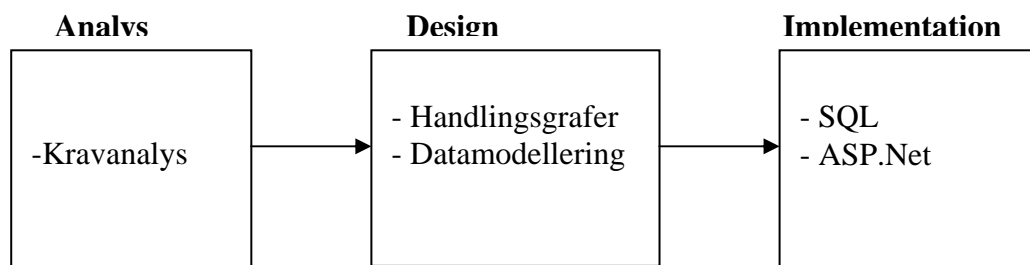 Analys
Design
Implementation
-Kravanalys
- Handlingsgrafer
- Datamodellering
- SQL
- ASP.Net